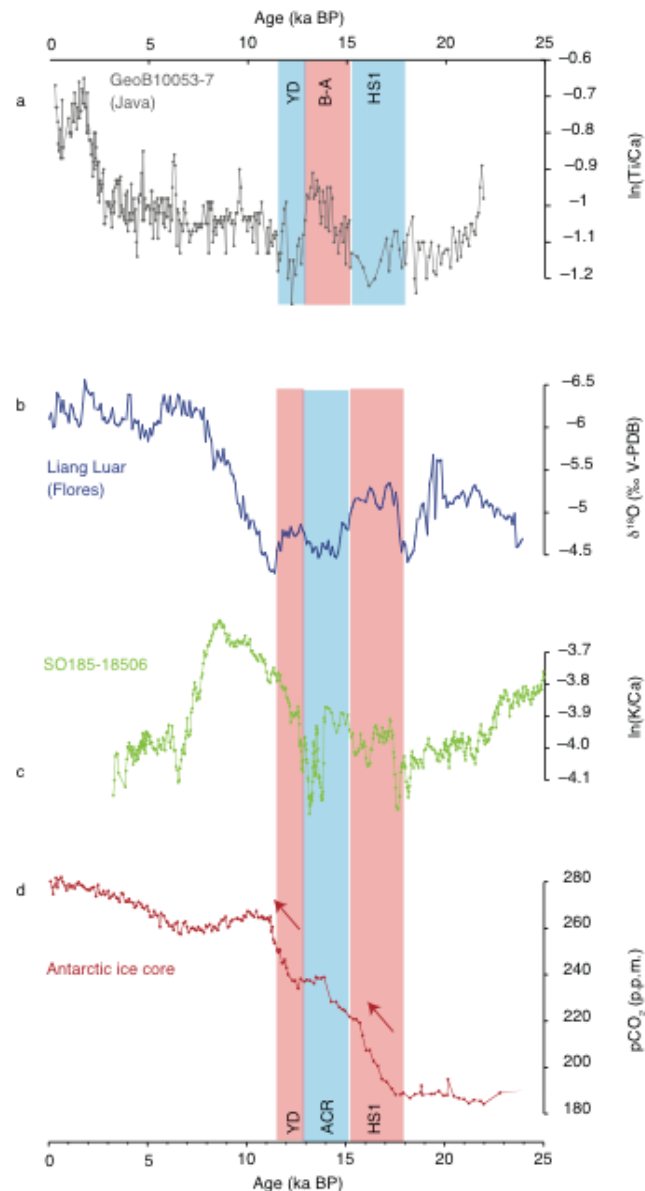 Age (ka BP)
0 5 10 15 20 25
a
GeoB10053-7
(Java)
YD
B-A
HS1
−0.6
−0.7
−0.8
−0.9
−1
−1.1
−1.2
ln(Ti/Ca)
b
Liang Luar
(Flores)
−6.5
−6
−5.5
−5
−4.5
δ¹⁸O (‰ V-PDB)
SO185-18506
c
−3.7
−3.8
−3.9
−4.0
−4.1
ln(K/Ca)
d
Antarctic ice core
280
260
240
220
200
180
pCO₂ (p.p.m.)
YD
ACR
HS1
0 5 10 15 20 25
Age (ka BP)